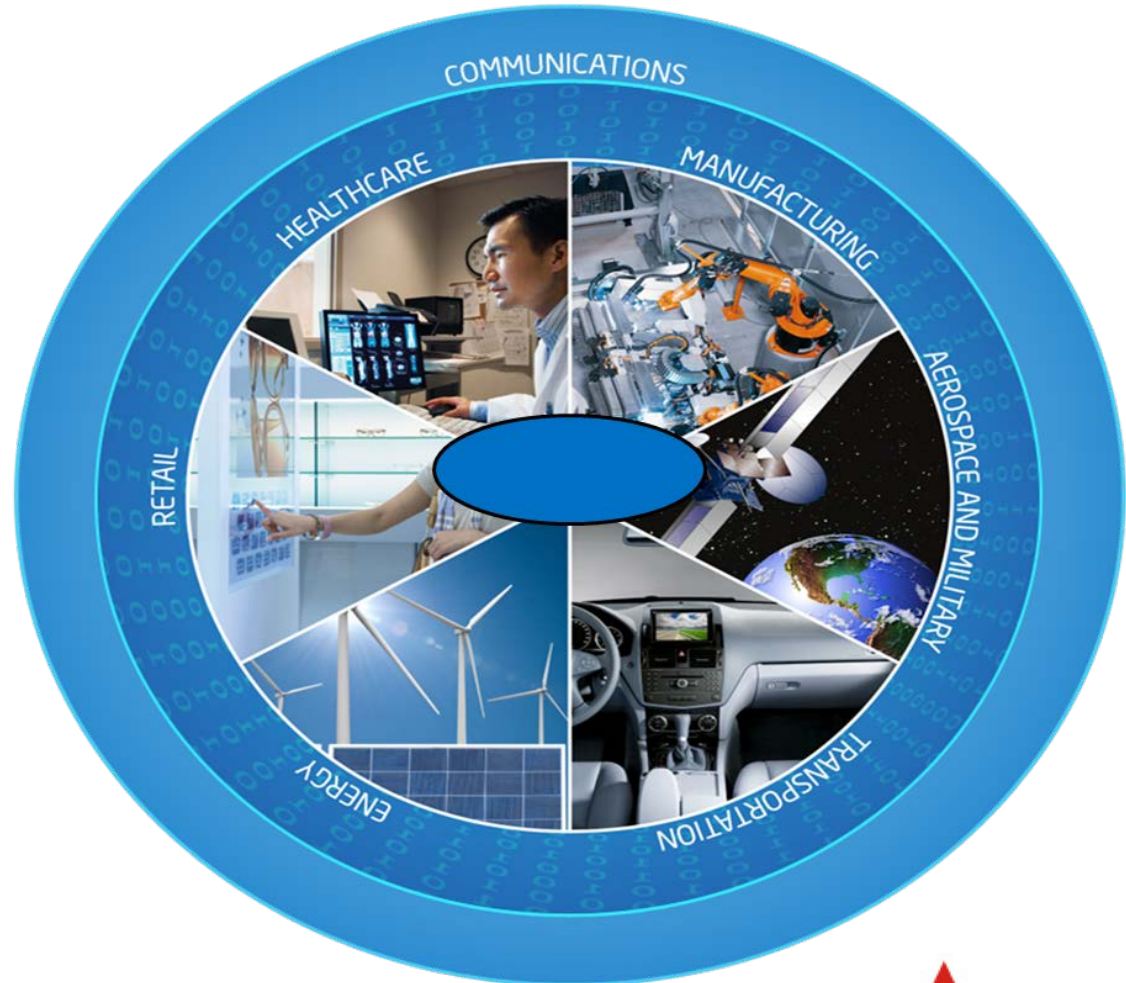 COMMUNICATIONS
HEALTHCARE
MANUFACTURING
RETAIL
AEROSPACE AND MILITARY
ENERGY
TRANSPORTATION